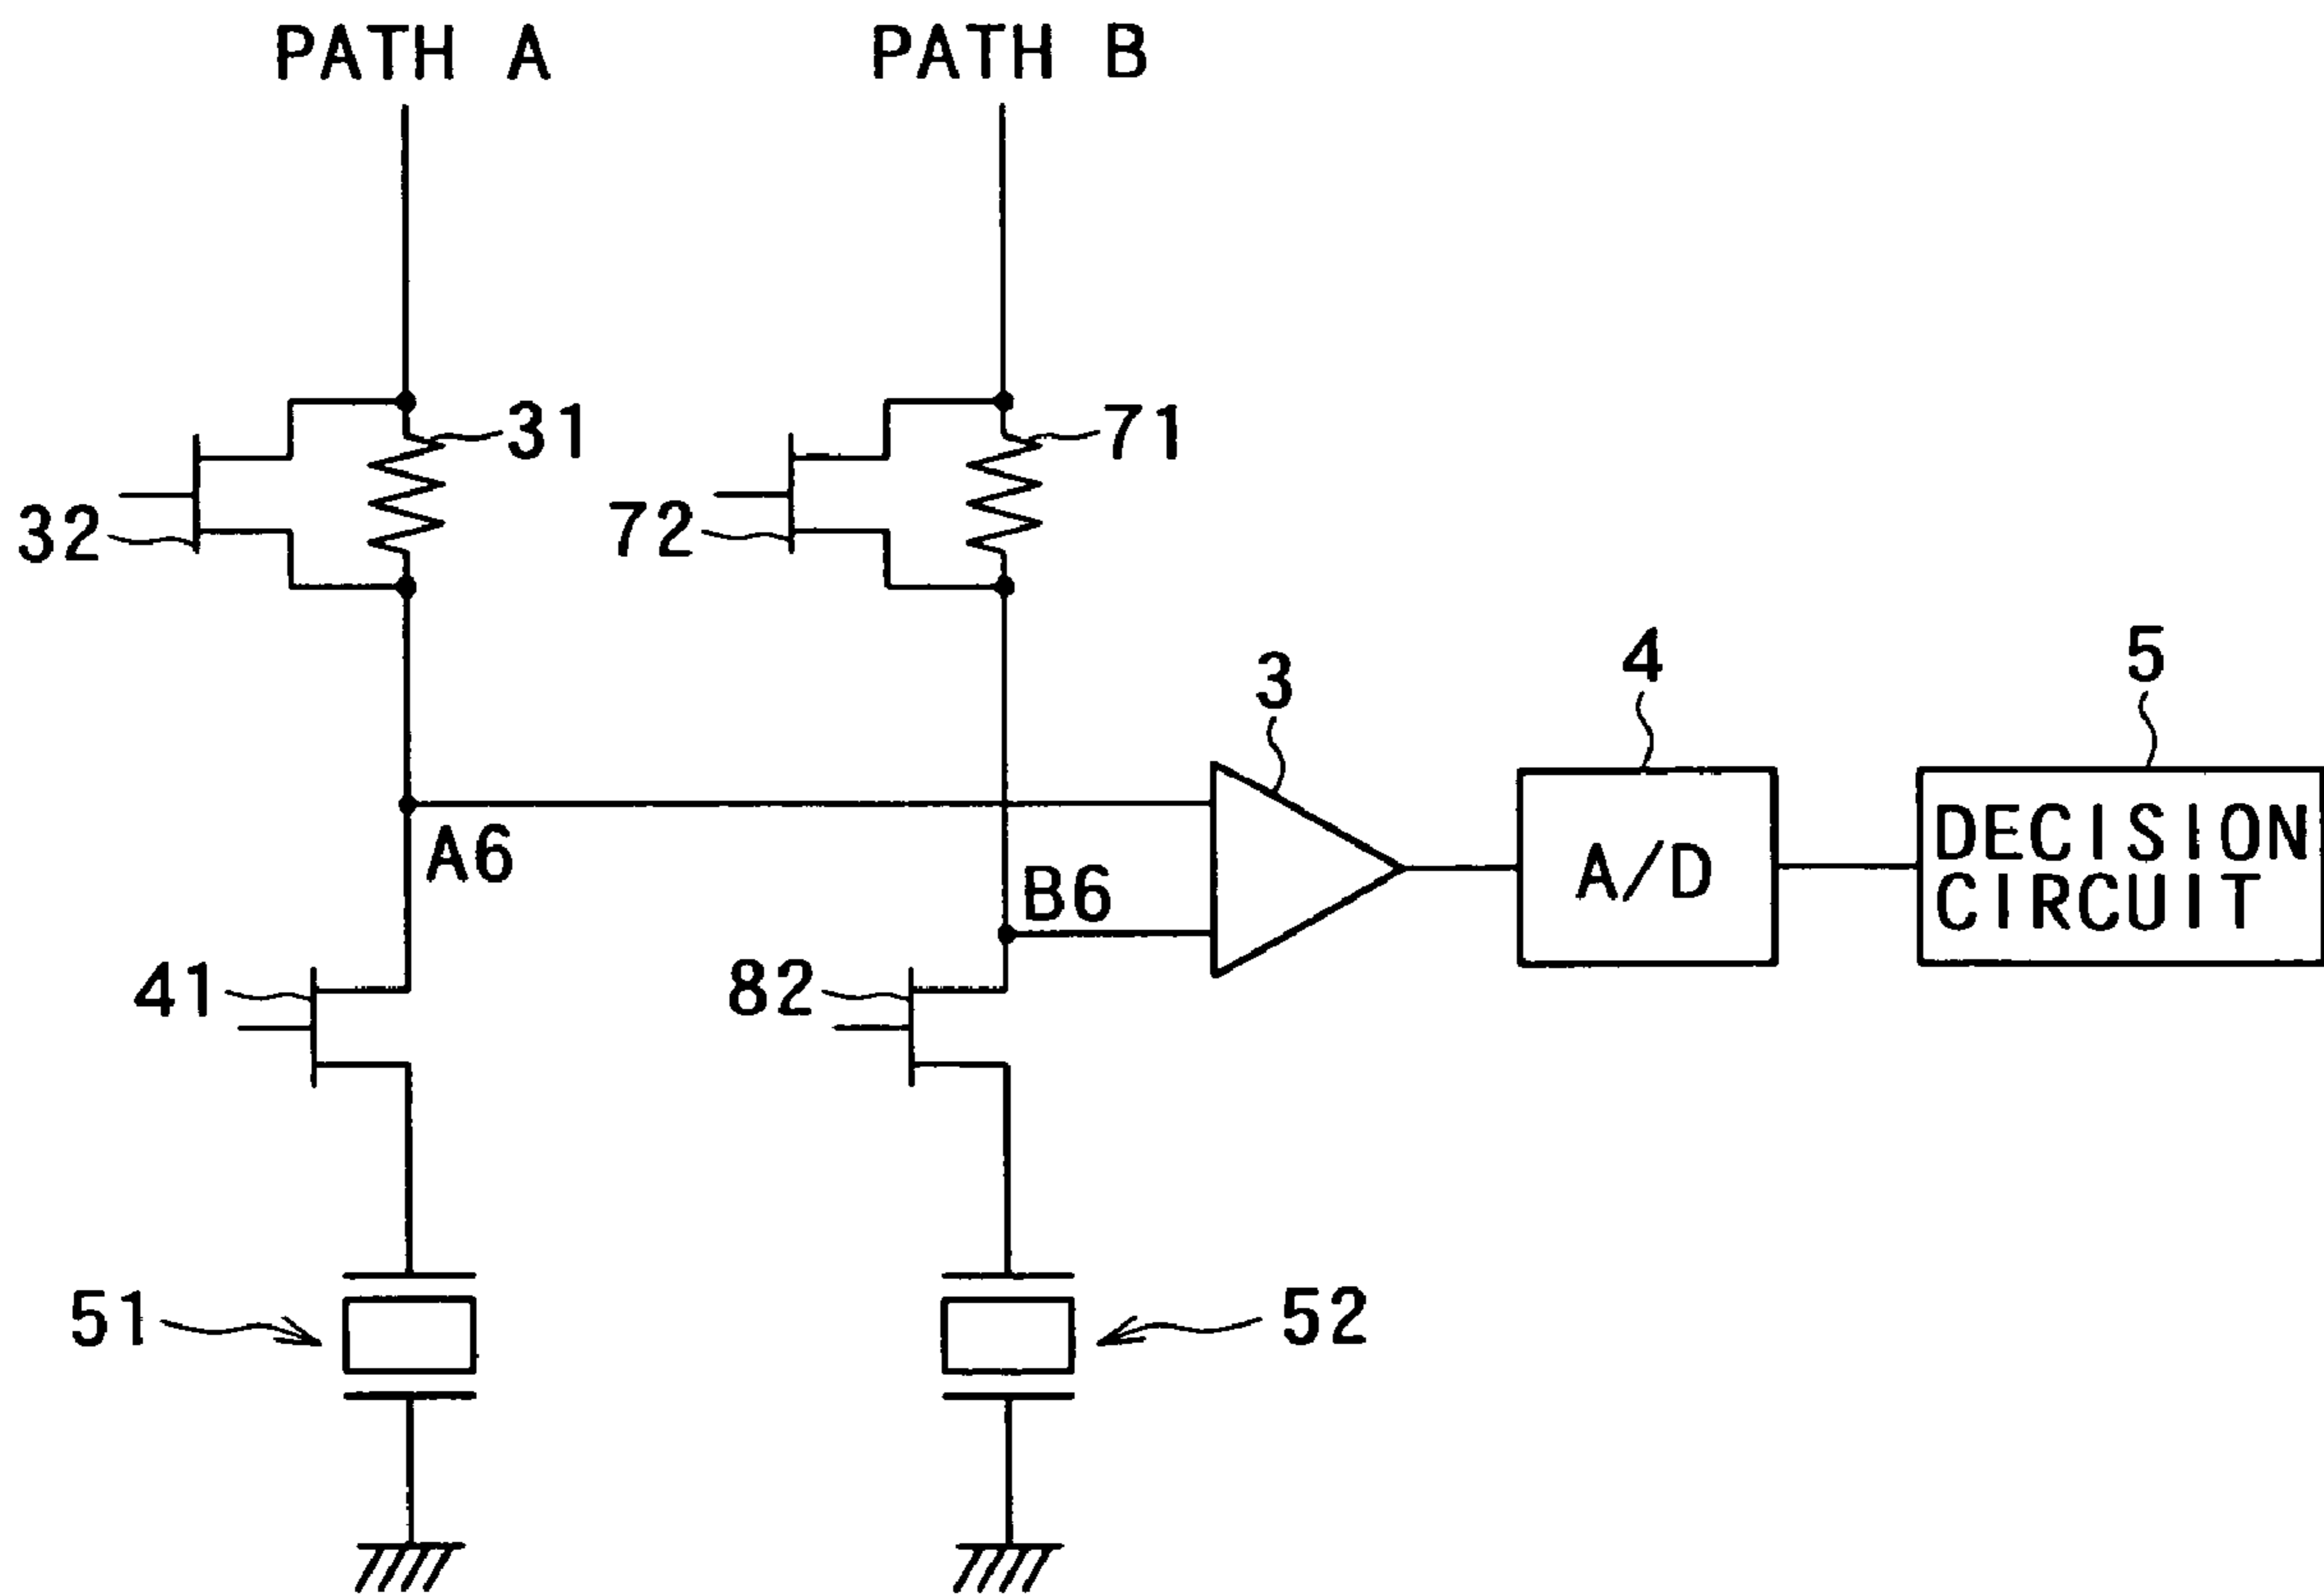 PATH A
PATH B
31
71
32
72
3
4
5
A6
B6
A/D
DECISION
CIRCUIT
41
82
51
52